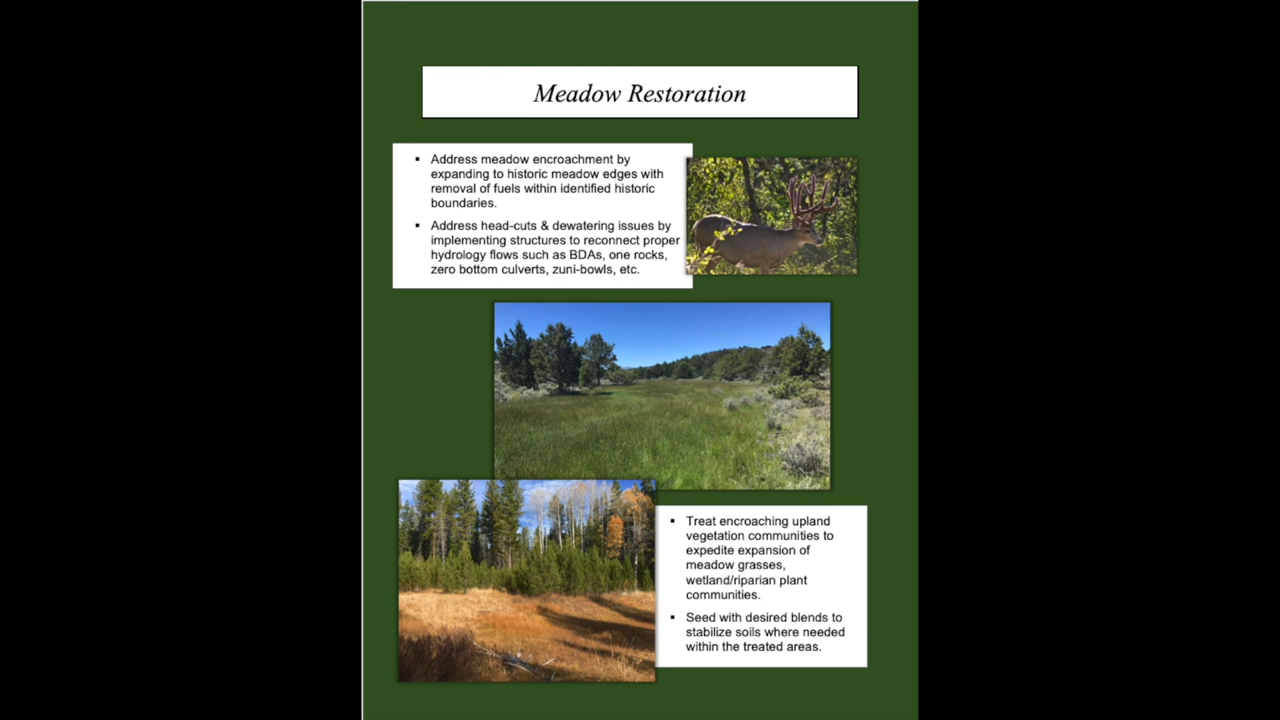 Meadow Restoration
▪ Address meadow encroachment by
expanding to historic meadow edges with
removal of fuels within identified historic
boundaries.
▪ Address head-cuts & dewatering issues by
implementing structures to reconnect proper
hydrology flows such as BDAs, one rocks,
zero bottom culverts, zuni-bowls, etc.
▪ Treat encroaching upland
vegetation communities to
expedite expansion of
meadow grasses,
wetland/riparian plant
communities.
▪ Seed with desired blends to
stabilize soils where needed
within the treated areas.